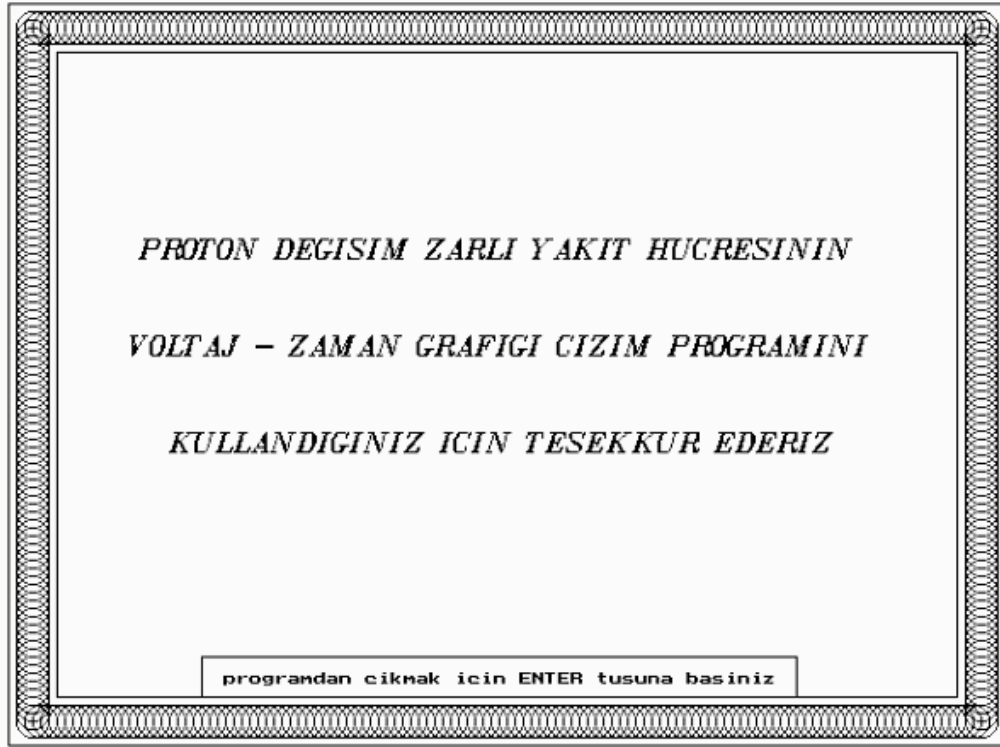 PROTON DEGISIM ZARLI YAKIT HUCRESININ
VOLTAJ - ZAMAN GRAFIGI CIZIM PROGRAMINI
KULLANDIGINIZ ICIN TESEKKUR EDERIZ
programdan cikmak icin ENTER tusuna basiniz